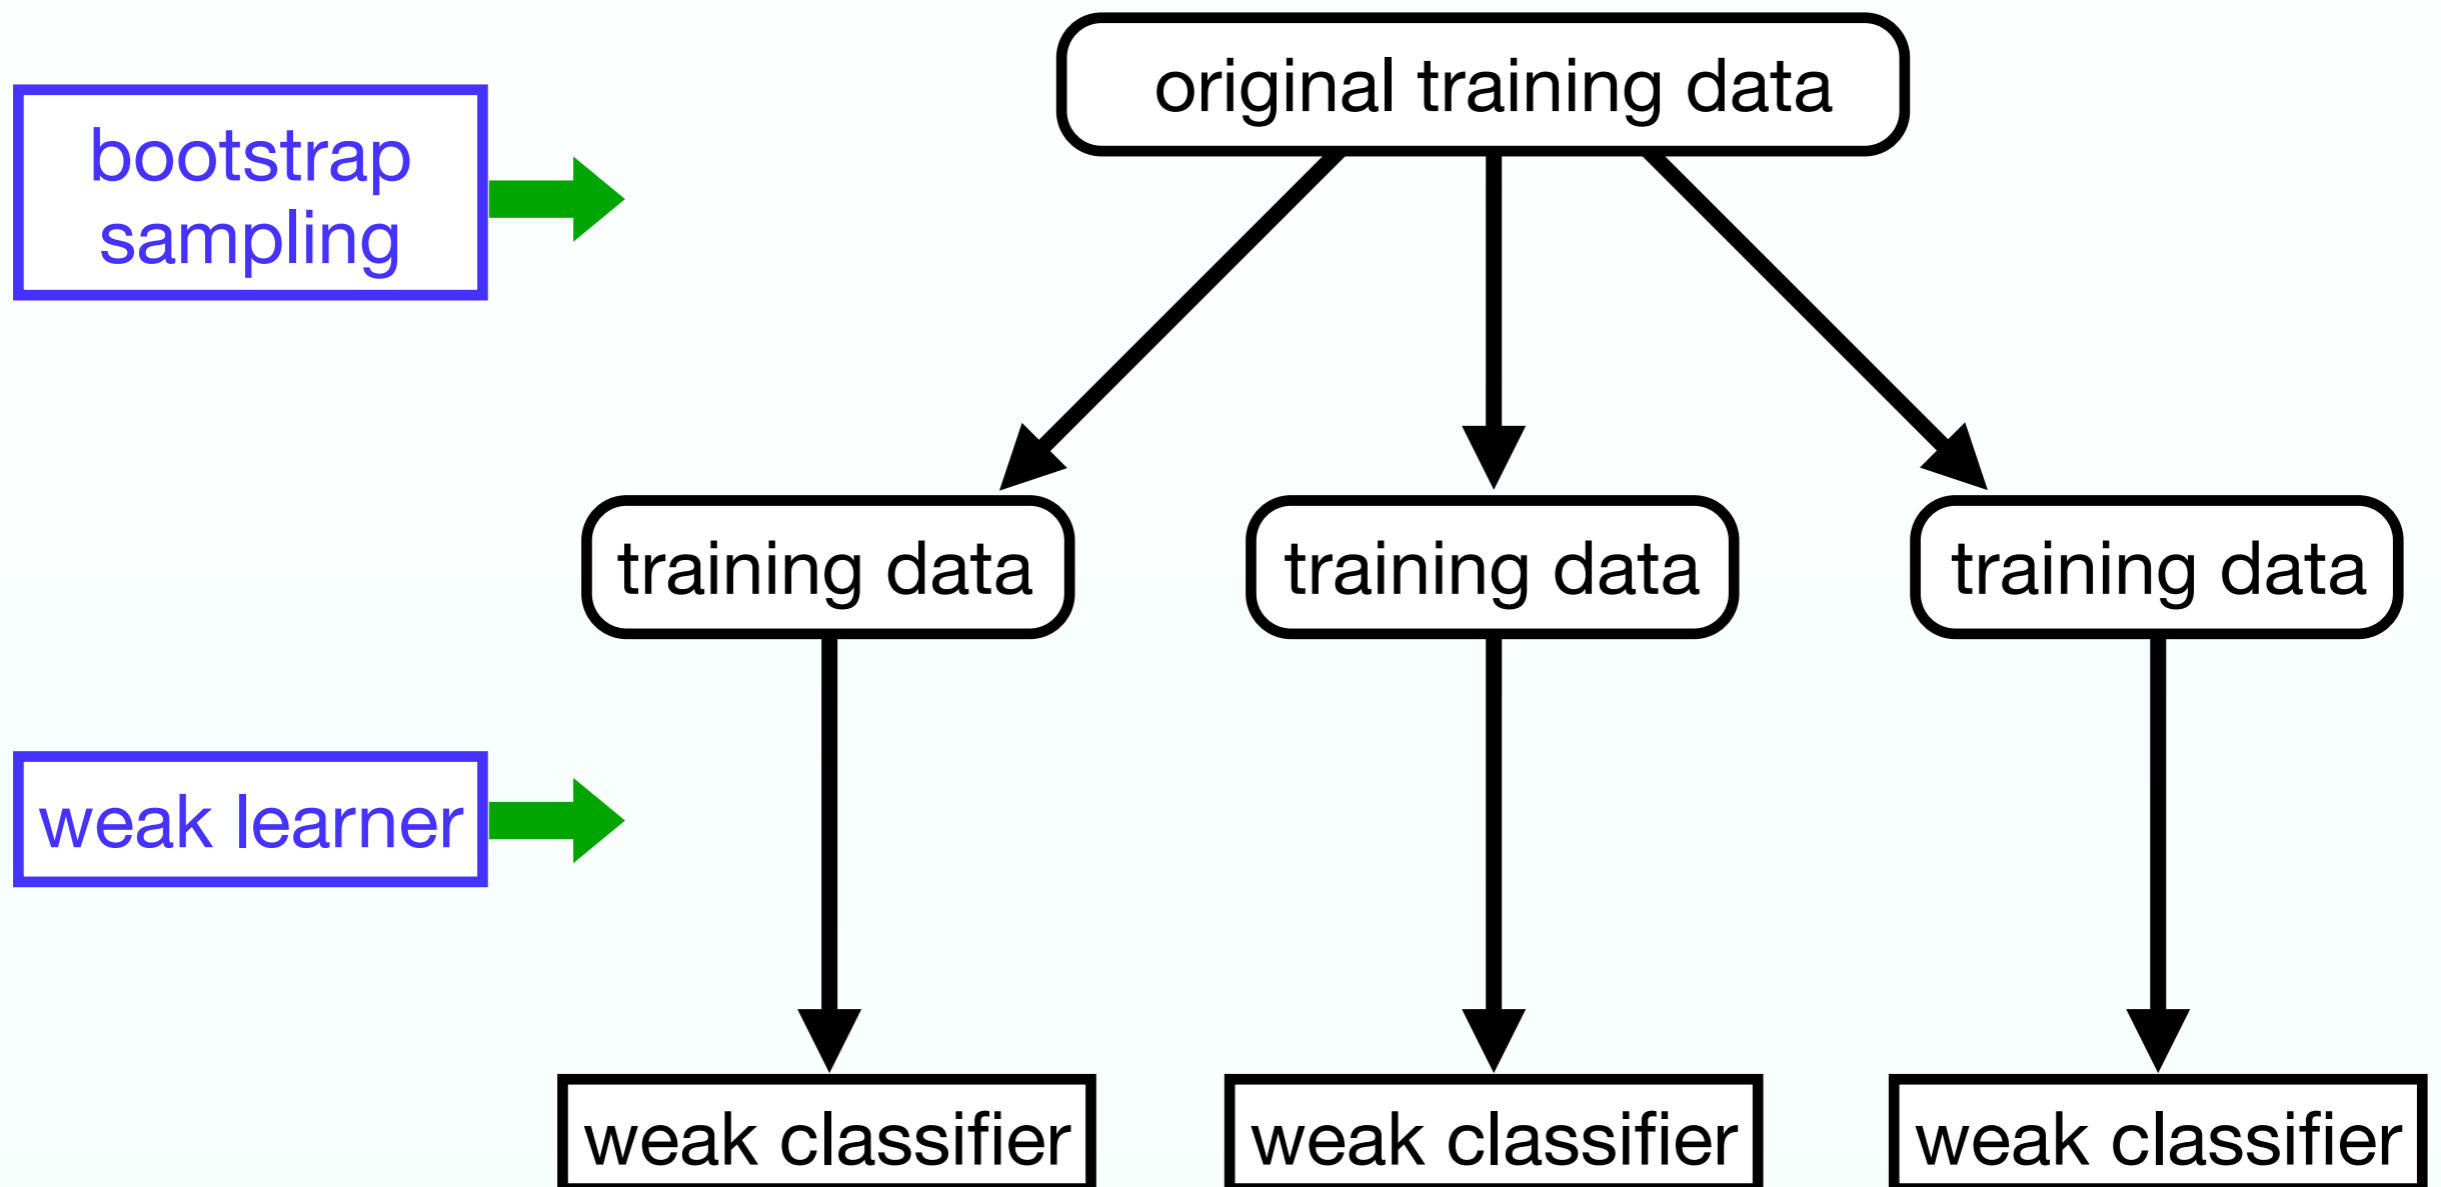 original training data
bootstrap
sampling
training data
training data
training data
weak learner
weak classifier
weak classifier
weak classifier